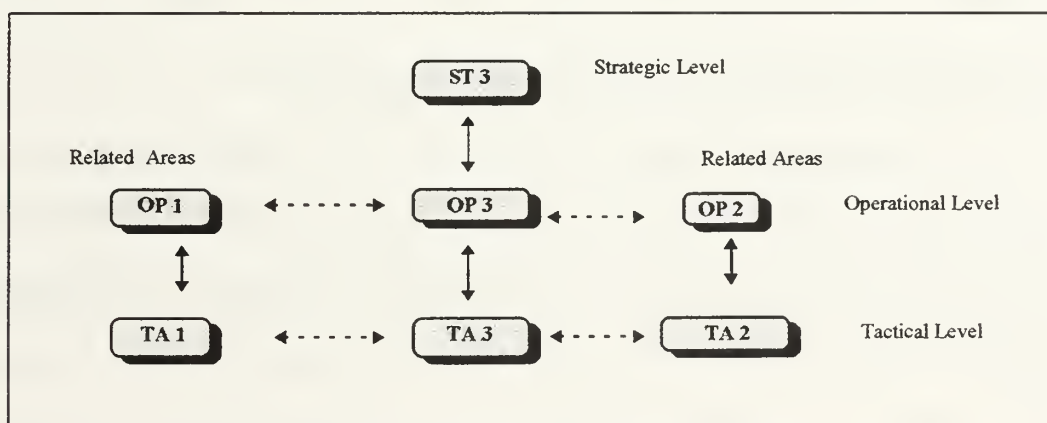 ST 3 Strategic Level
Related Areas Related Areas
OP 1 OP 3 OP 2 Operational Level
TA 1 TA 3 TA 2 Tactical Level